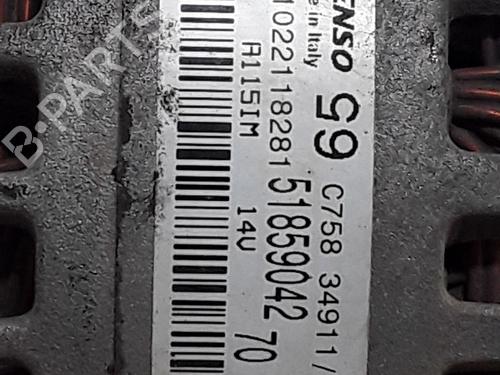 ENSO
e in Italy
S9 C758 34911/
1022118281 51859042 70
A115IM 14V
B-PARTS